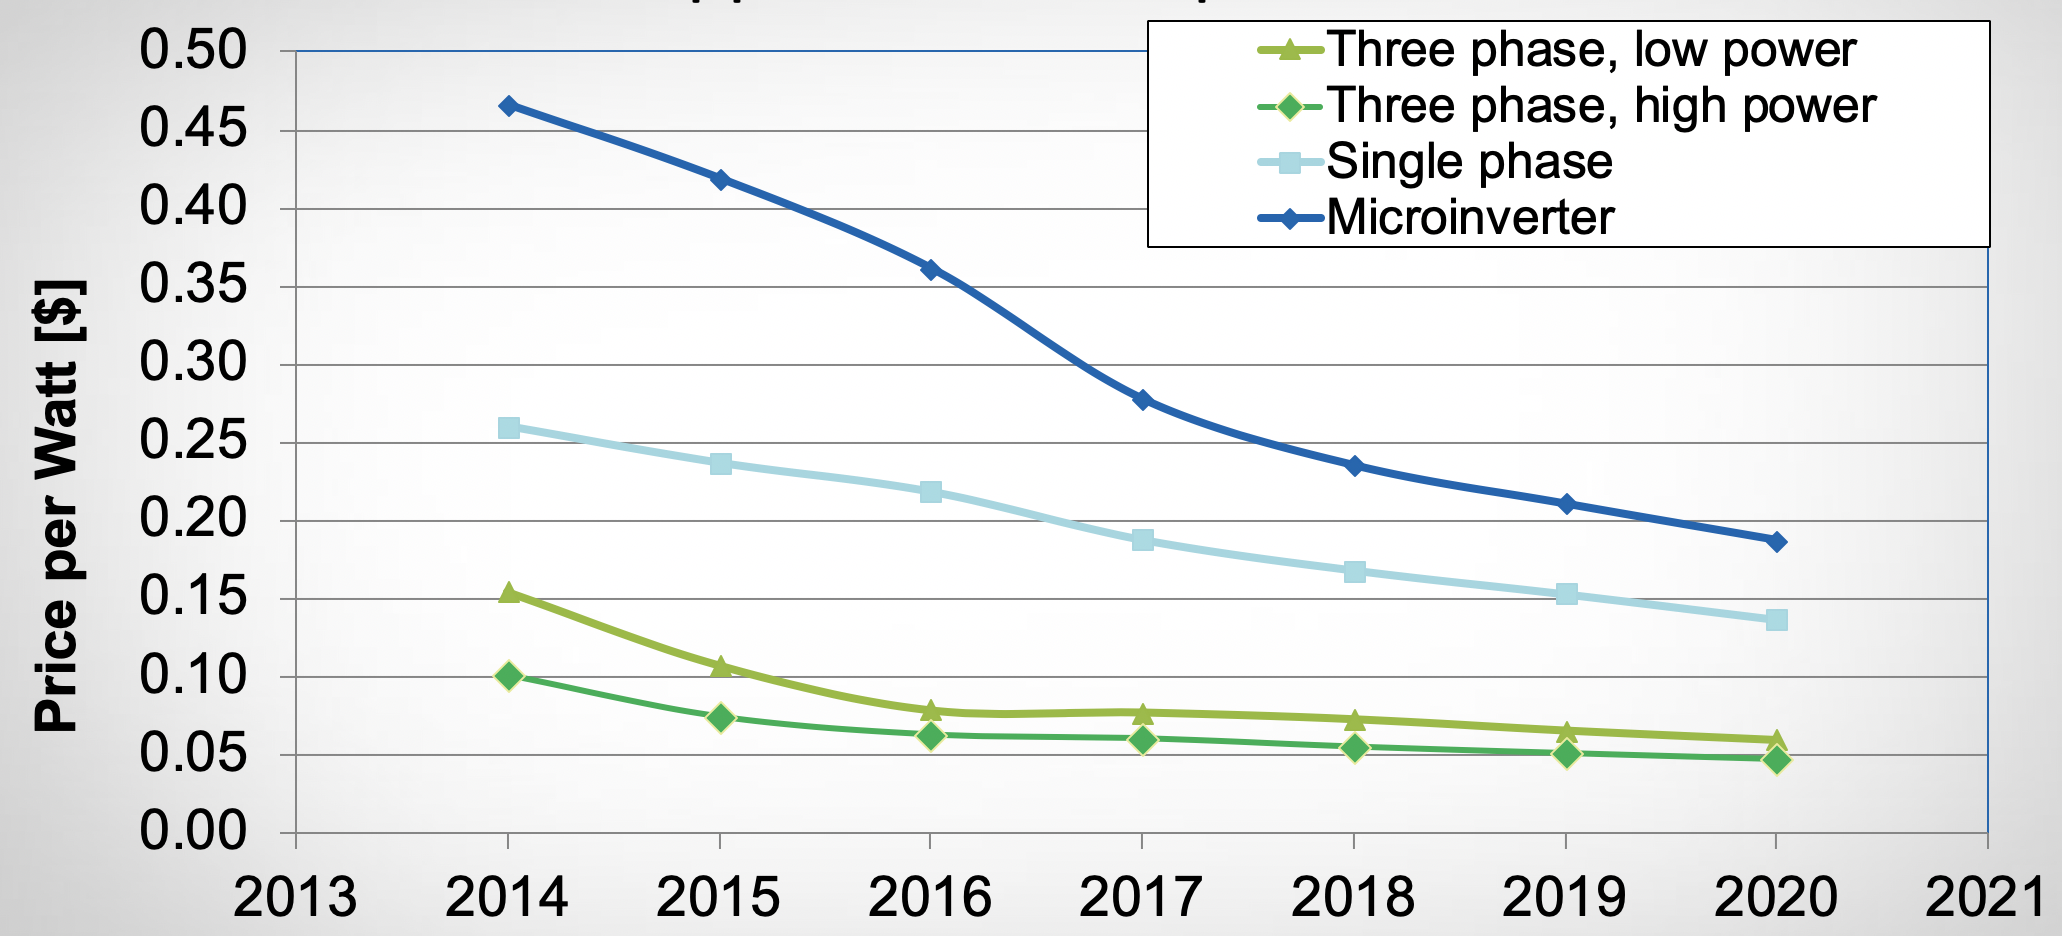 0.50
0.45
0.40
0.35
0.30
0.25
0.20
0.15
0.10
0.05
0.00
Price per Watt [$]
Three phase, low power
Three phase, high power
Single phase
Microinverter
2013 2014 2015 2016 2017 2018 2019 2020 2021